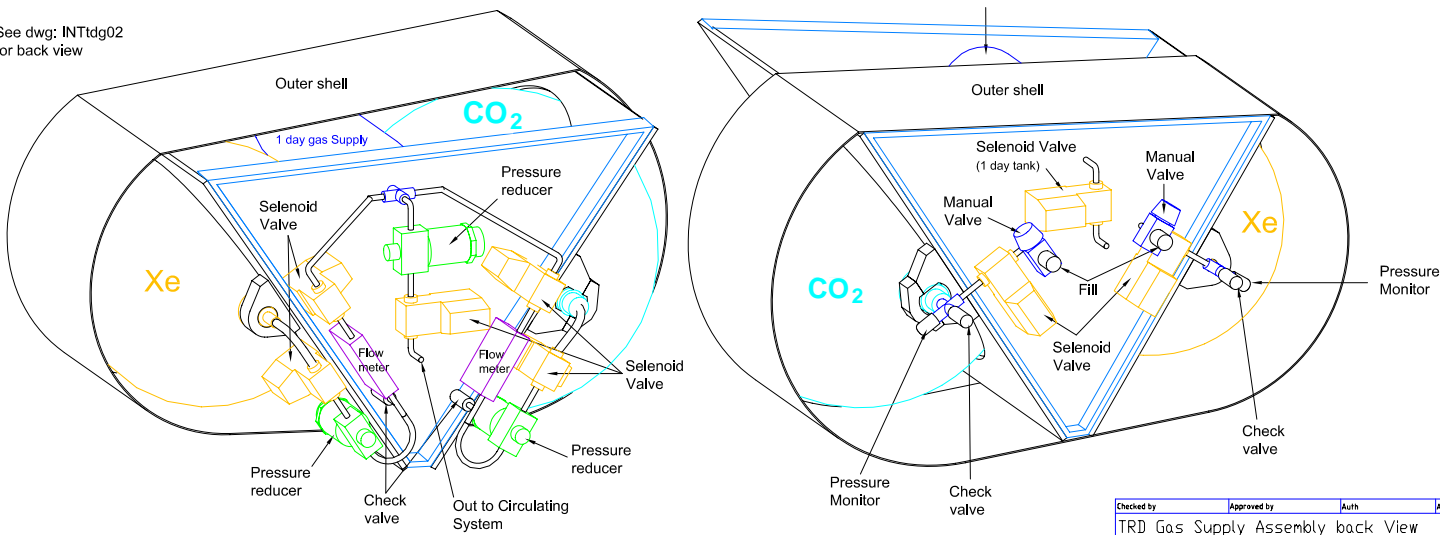 See dwg: INTtdg02
or back view
Outer shell
CO2
1 day gas Supply
Pressure
reducer
Selenoid
Valve
Xe
Flow
meter
Flow
meter
Selenoid
Valve
Pressure
reducer
Pressure
reducer
Check
valve
Out to Circulating
System
Outer shell
Selenoid Valve
(1 day tank)
Manual
Valve
Manual
Valve
Xe
CO2
Fill
Pressure
Monitor
Selenoid
Valve
Check
valve
Pressure
Monitor
Check
valve
Checked by Approved by Auth A
TRD Gas Supply Assembly back View